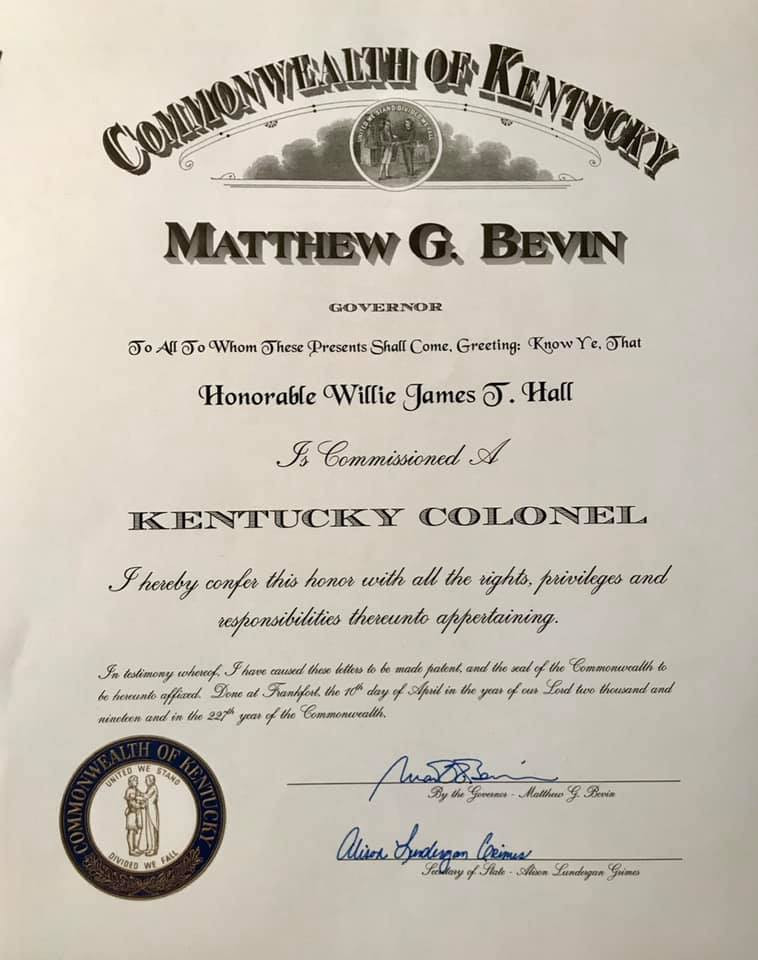 COMMONWEALTH OF KENTUCKY
UNITED WE STAND DIVIDED WE FALL
MATTHEW G. BEVIN
GOVERNOR
To All To Whom These Presents Shall Come, Greeting: Know Ye, That
Honorable Willie James T. Hall
Is Commissioned A
KENTUCKY COLONEL
I hereby confer this honor with all the rights, privileges and
responsibilities thereunto appertaining.
In testimony whereof, I have caused these letters to be made patent, and the seal of the Commonwealth to
be hereunto affixed. Done at Frankfort, the 10th day of April in the year of our Lord two thousand and
nineteen and in the 227th year of the Commonwealth.
COMMONWEALTH OF KENTUCKY
UNITED WE STAND
DIVIDED WE FALL
By the Governor - Matthew G. Bevin
Alison Lundergan Grimes
Secretary of State - Alison Lundergan Grimes